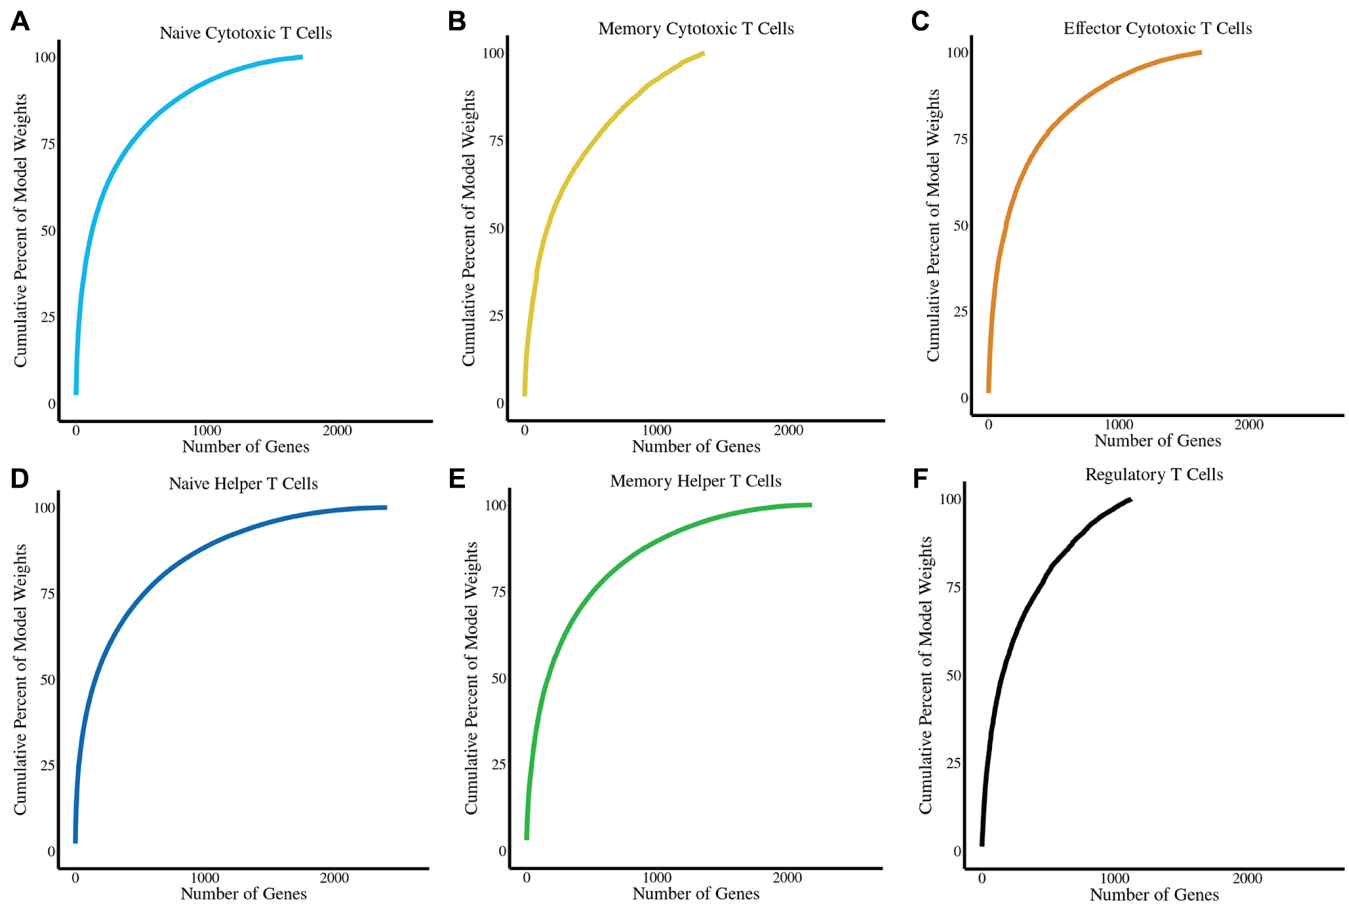 A
Naive Cytotoxic T Cells
Cumulative Percent of Model Weights
100
75
50
25
0
0 1000 2000
Number of Genes
B
Memory Cytotoxic T Cells
Cumulative Percent of Model Weights
100
75
50
25
0
0 1000 2000
Number of Genes
C
Effector Cytotoxic T Cells
Cumulative Percent of Model Weights
100
75
50
25
0
0 1000 2000
Number of Genes
D
Naive Helper T Cells
Cumulative Percent of Model Weights
100
75
50
25
0
0 1000 2000
Number of Genes
E
Memory Helper T Cells
Cumulative Percent of Model Weights
100
75
50
25
0
0 1000 2000
Number of Genes
F
Regulatory T Cells
Cumulative Percent of Model Weights
100
75
50
25
0
0 1000 2000
Number of Genes